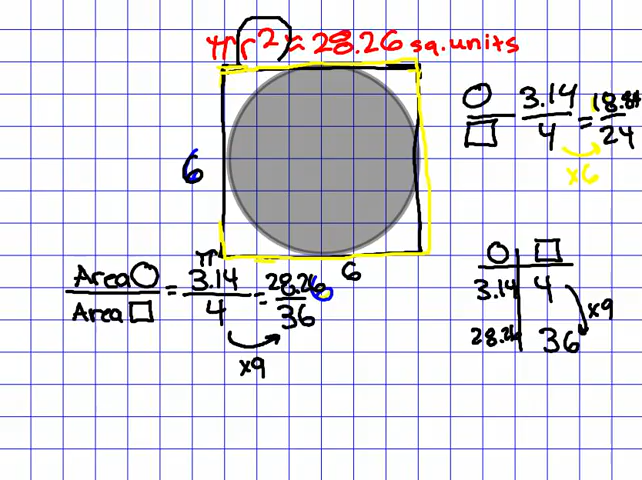 πr² ≈ 28.26 sq. units
○/□ 3.14/4 = 18.84/24
x6
6
6
Area○/Area□ = π 3.14/4 = 28.26/36
x9
○ | □
3.14 | 4
x9
28.26 | 36